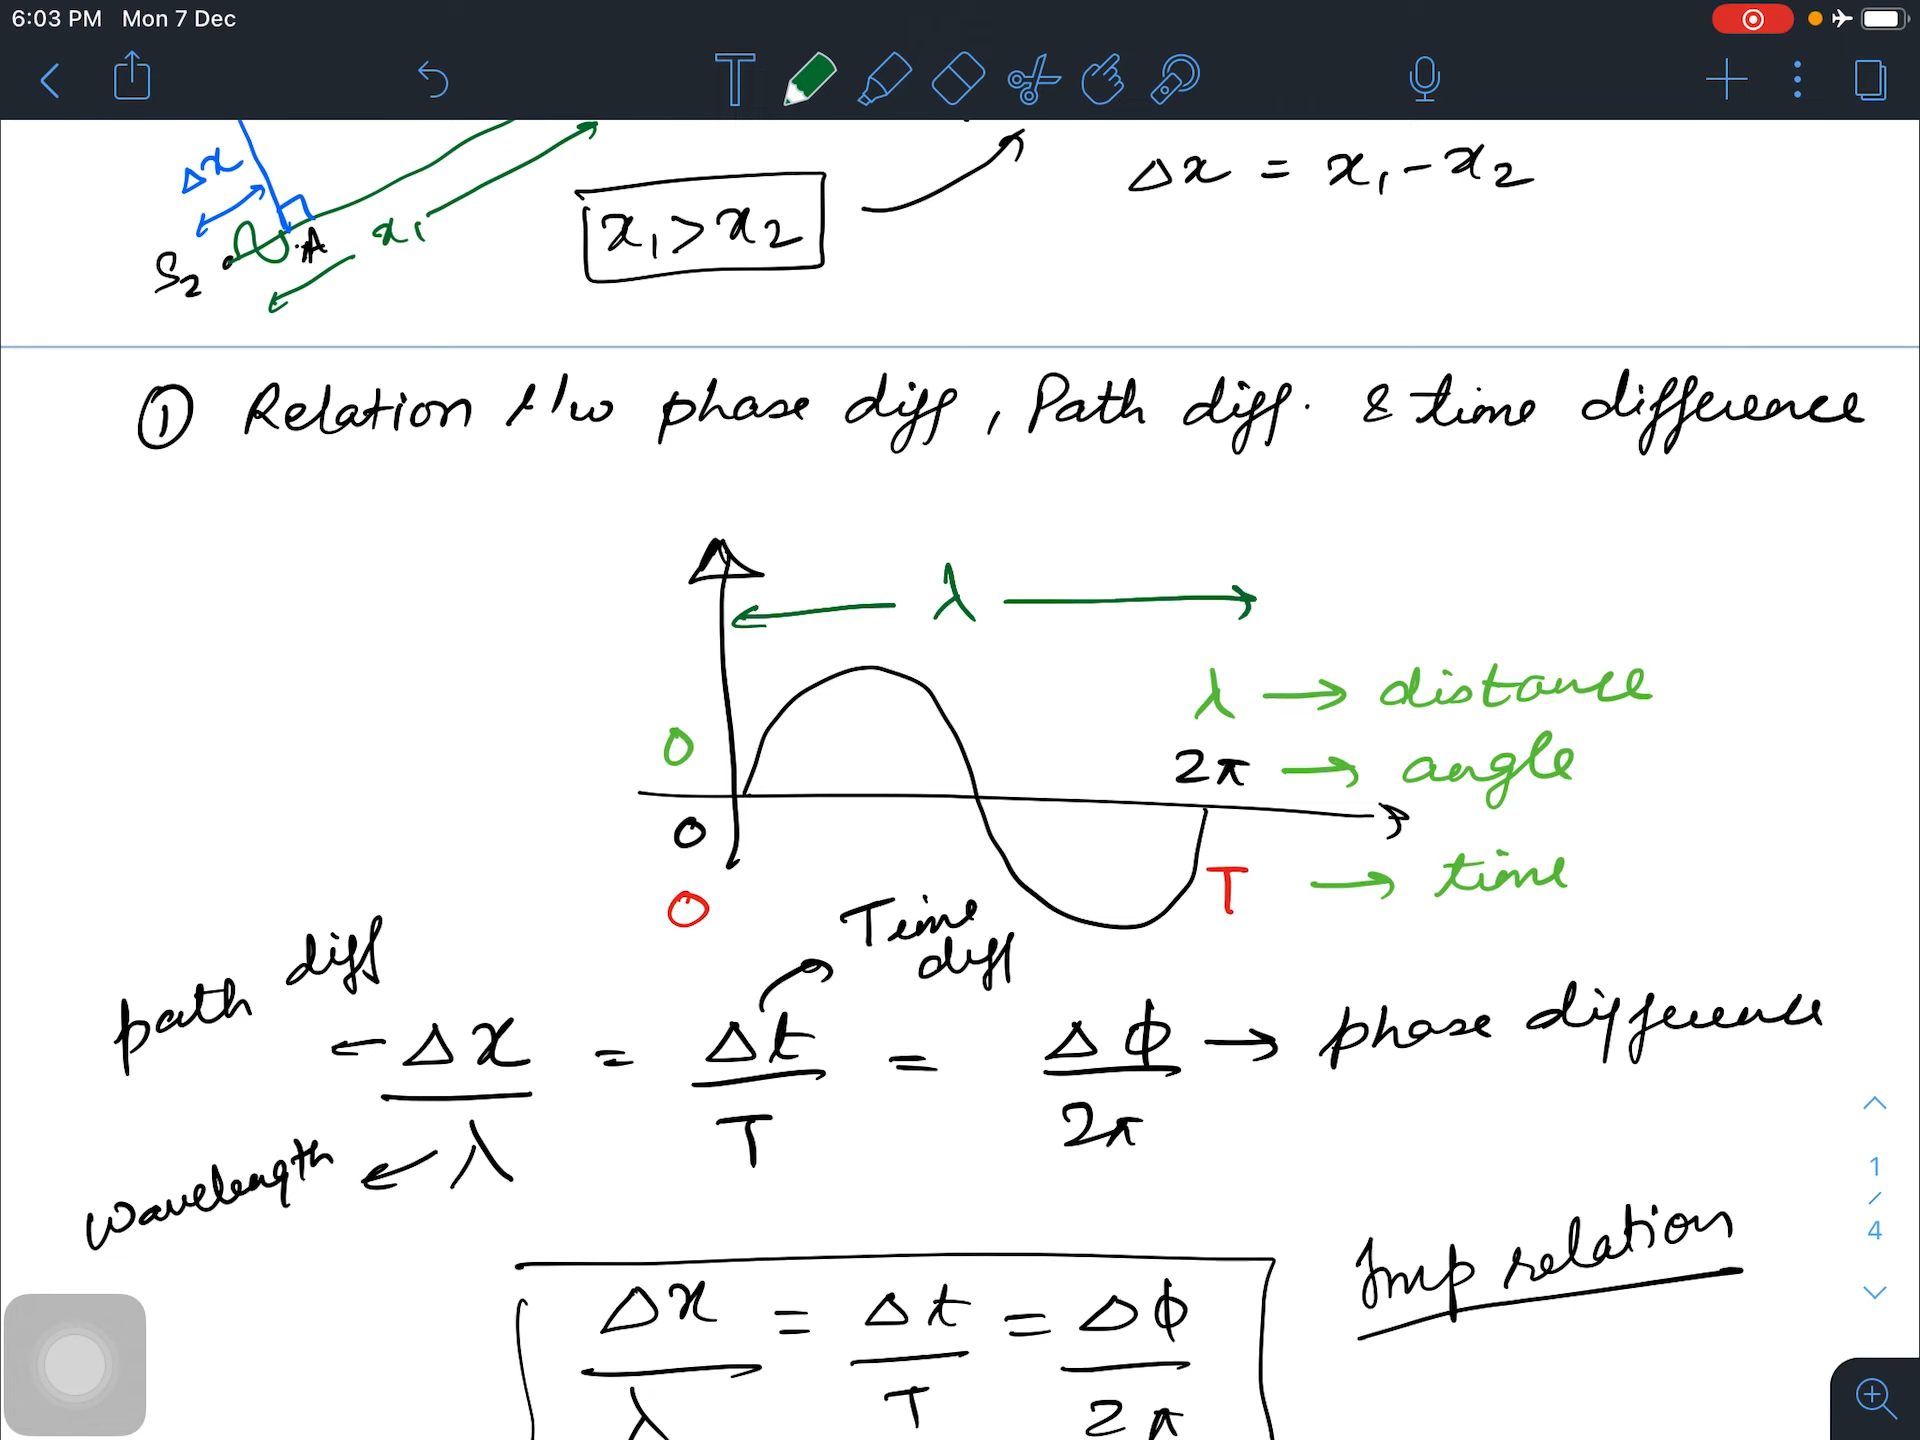 6:03 PM Mon 7 Dec
Δx
Δx = x₁ - x₂
x₁ > x₂
x₁
A
S₂
① Relation b/w phase diff, Path diff. & time difference
λ
λ → distance
0
2π → angle
0
T → time
0
Time
diff
path diff
← Δx/λ = Δt/T = Δϕ/2π → phase difference
wavelength ←
Imp relation
Δx/λ = Δt/T = Δϕ/2π
1
/
4